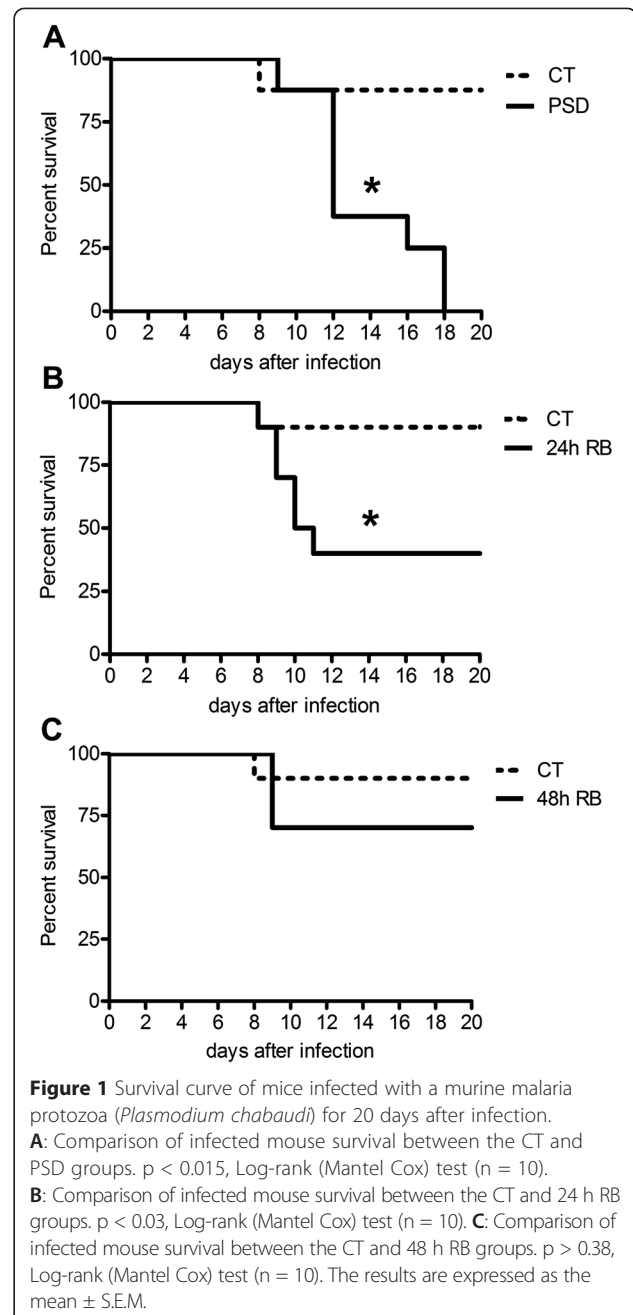 A
100
75
50
25
0
Percent survival
CT
PSD
*
0 2 4 6 8 10 12 14 16 18 20
days after infection
B
100
75
50
25
0
Percent survival
CT
24h RB
*
0 2 4 6 8 10 12 14 16 18 20
days after infection
C
100
75
50
25
0
Percent survival
CT
48h RB
0 2 4 6 8 10 12 14 16 18 20
days after infection
Figure 1 Survival curve of mice infected with a murine malaria
protozoa (Plasmodium chabaudi) for 20 days after infection.
A: Comparison of infected mouse survival between the CT and
PSD groups. p < 0.015, Log-rank (Mantel Cox) test (n = 10).
B: Comparison of infected mouse survival between the CT and 24 h RB
groups. p < 0.03, Log-rank (Mantel Cox) test (n = 10). C: Comparison of
infected mouse survival between the CT and 48 h RB groups. p > 0.38,
Log-rank (Mantel Cox) test (n = 10). The results are expressed as the
mean ± S.E.M.